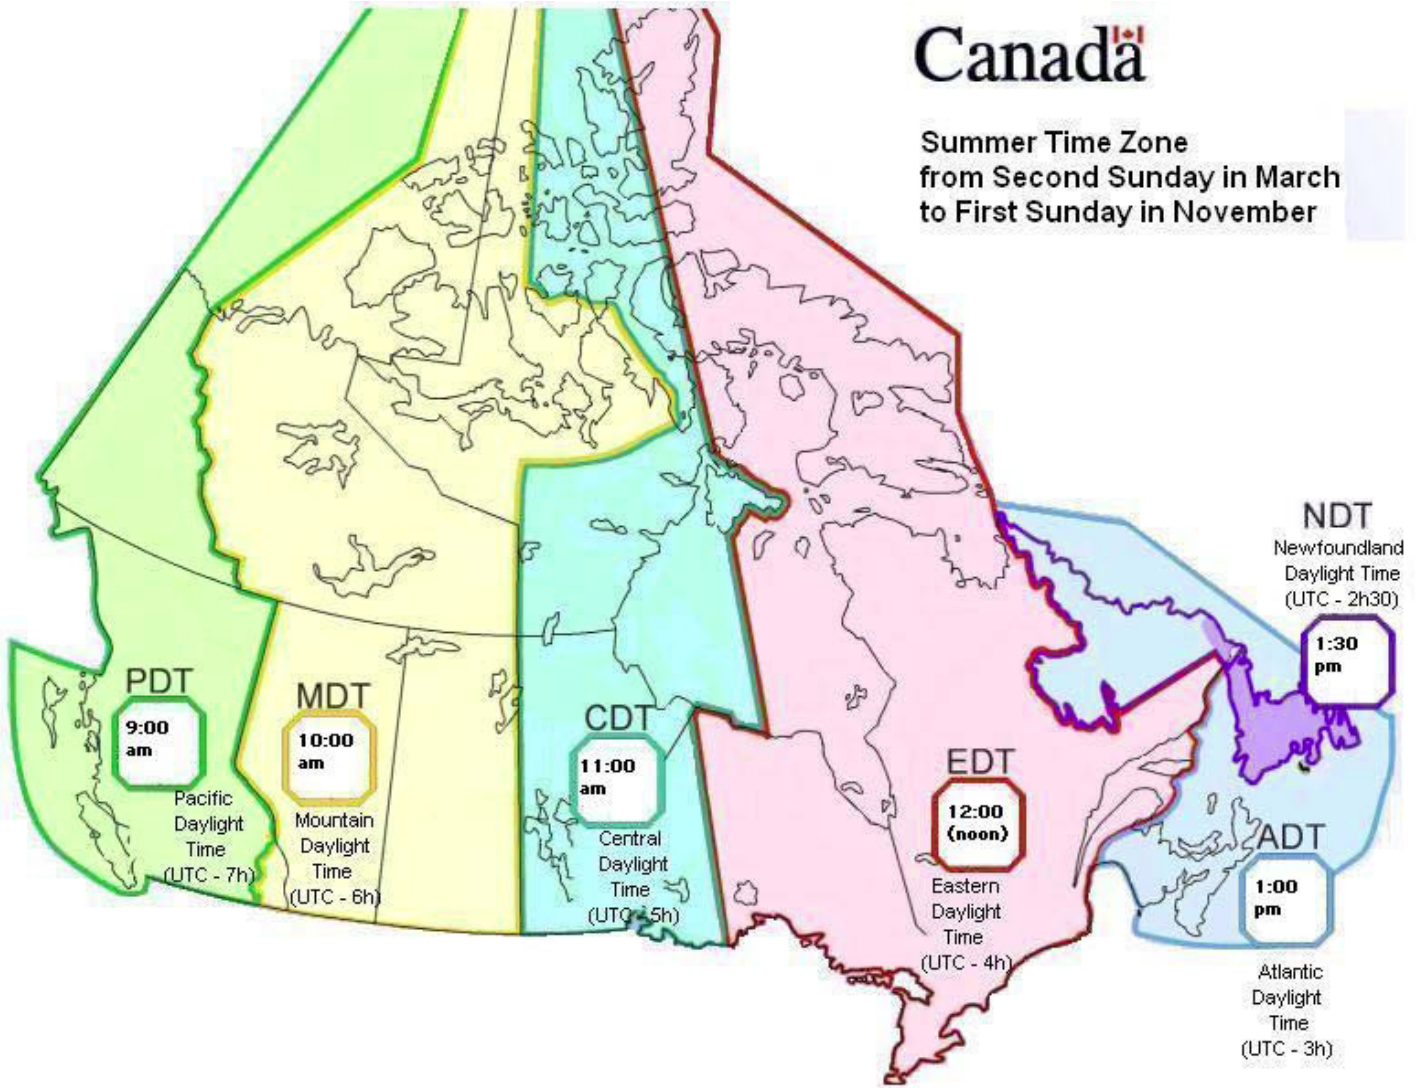 Canada
Summer Time Zone
from Second Sunday in March
to First Sunday in November
NDT
Newfoundland
Daylight Time
(UTC - 2h30)
1:30
pm
PDT
9:00
am
Pacific
Daylight
Time
(UTC - 7h)
MDT
10:00
am
Mountain
Daylight
Time
(UTC - 6h)
CDT
11:00
am
Central
Daylight
Time
(UTC - 5h)
EDT
12:00
(noon)
Eastern
Daylight
Time
(UTC - 4h)
ADT
1:00
pm
Atlantic
Daylight
Time
(UTC - 3h)